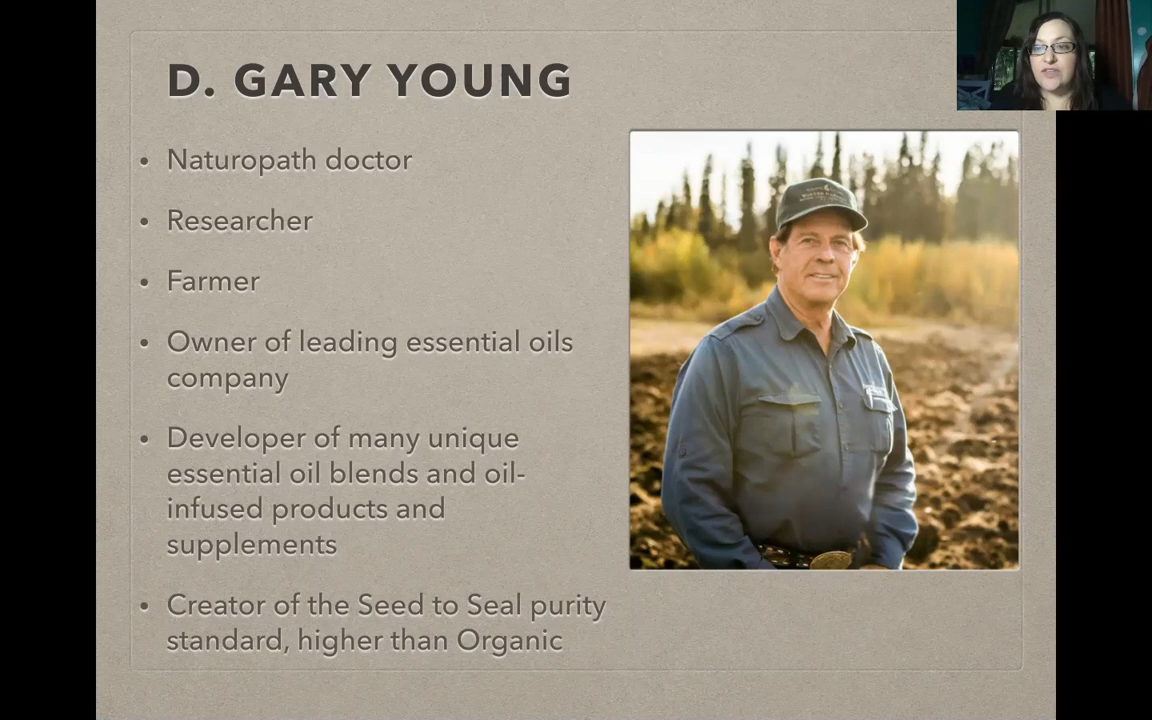 D. GARY YOUNG
• Naturopath doctor
• Researcher
• Farmer
• Owner of leading essential oils
company
• Developer of many unique
essential oil blends and oil-
infused products and
supplements
• Creator of the Seed to Seal purity
standard, higher than Organic